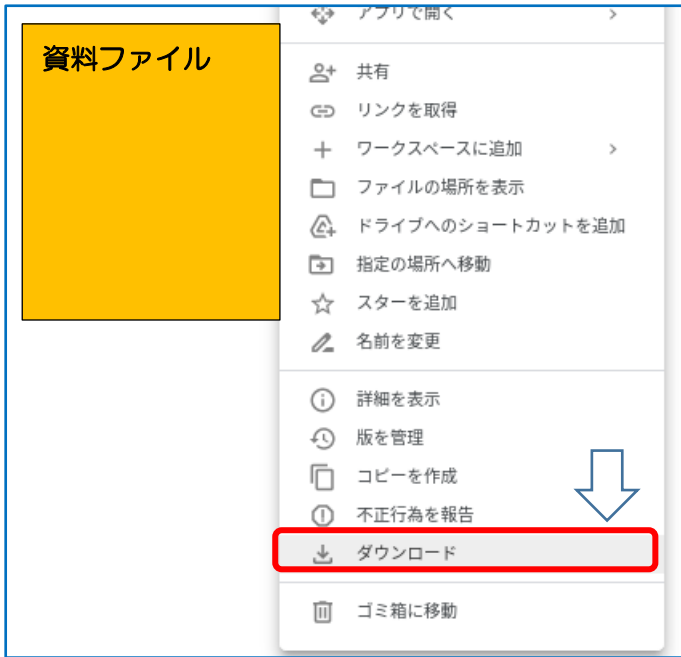 アプリで開く
資料ファイル
共有
リンクを取得
ワークスペースに追加
ファイルの場所を表示
ドライブへのショートカットを追加
指定の場所へ移動
スターを追加
名前を変更
詳細を表示
版を管理
コピーを作成
不正行為を報告
ダウンロード
ゴミ箱に移動